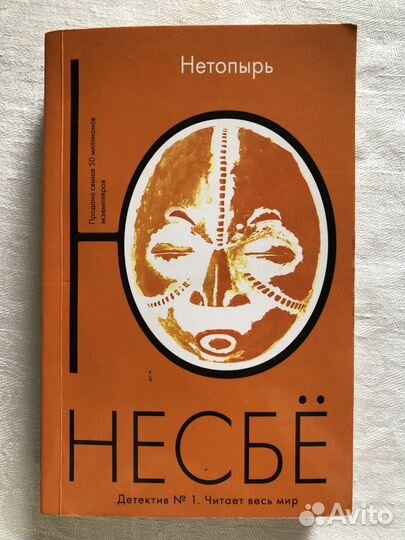 Нетопырь
Продано свыше 50 миллионов
экземпляров
Ю
НЕСБЁ
Детектив № 1. Читает весь мир
Avito